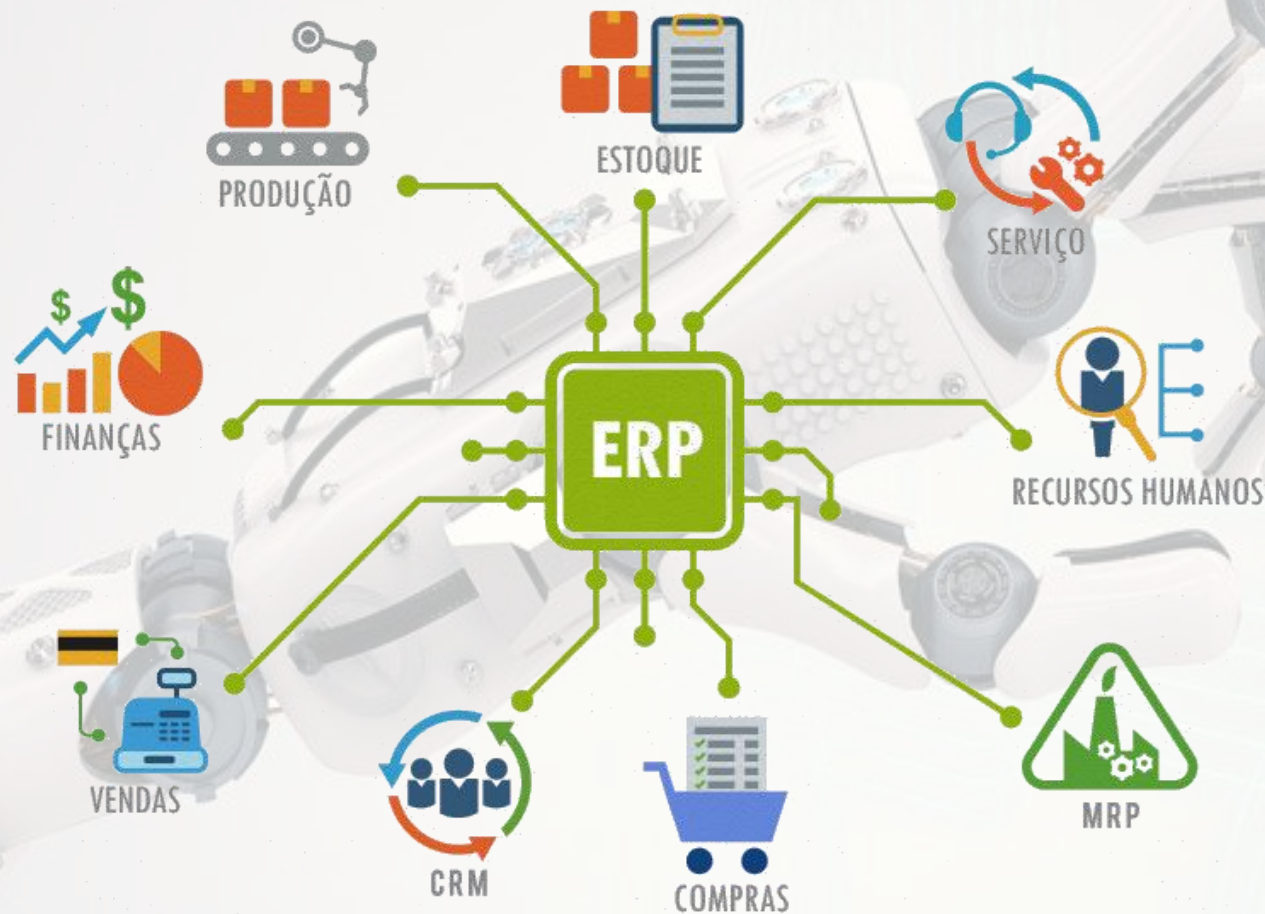 PRODUÇÃO
ESTOQUE
SERVIÇO
FINANÇAS
ERP
RECURSOS HUMANOS
VENDAS
CRM
COMPRAS
MRP
$
$